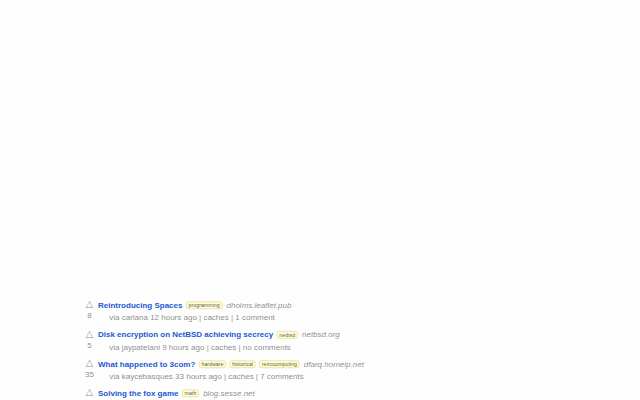 △ Reintroducing Spaces programming dholms.leaflet.pub
8 via carlana 12 hours ago | caches | 1 comment
△ Disk encryption on NetBSD achieving secrecy netbsd netbsd.org
5 via jaypatelani 9 hours ago | caches | no comments
△ What happened to 3com? hardware historical retrocomputing dfarq.homeip.net
35 via kaycebasques 33 hours ago | caches | 7 comments
△ Solving the fox game math blog.sesse.net